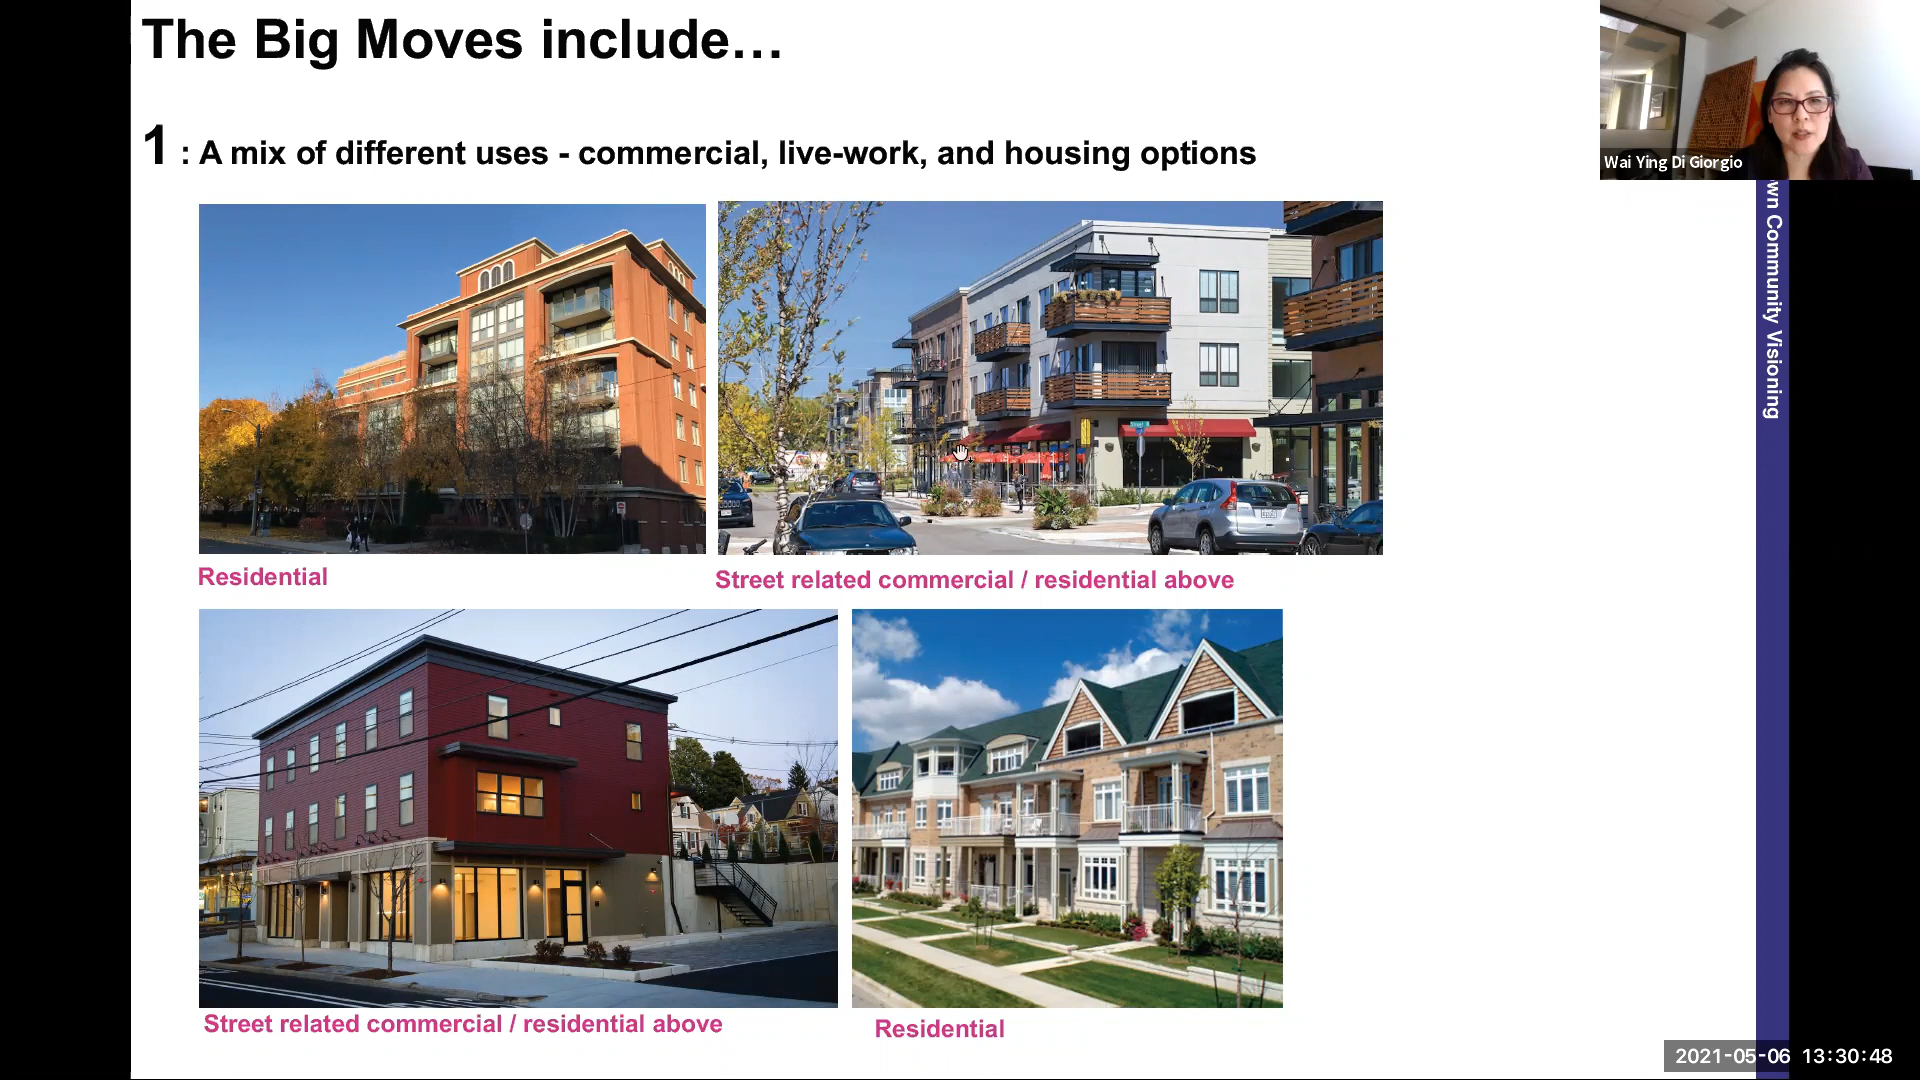 The Big Moves include…
1 : A mix of different uses - commercial, live-work, and housing options
Wai Ying Di Giorgio
own Community Visioning
Residential
Street related commercial / residential above
Street related commercial / residential above
Residential
2021-05-06 13:30:48